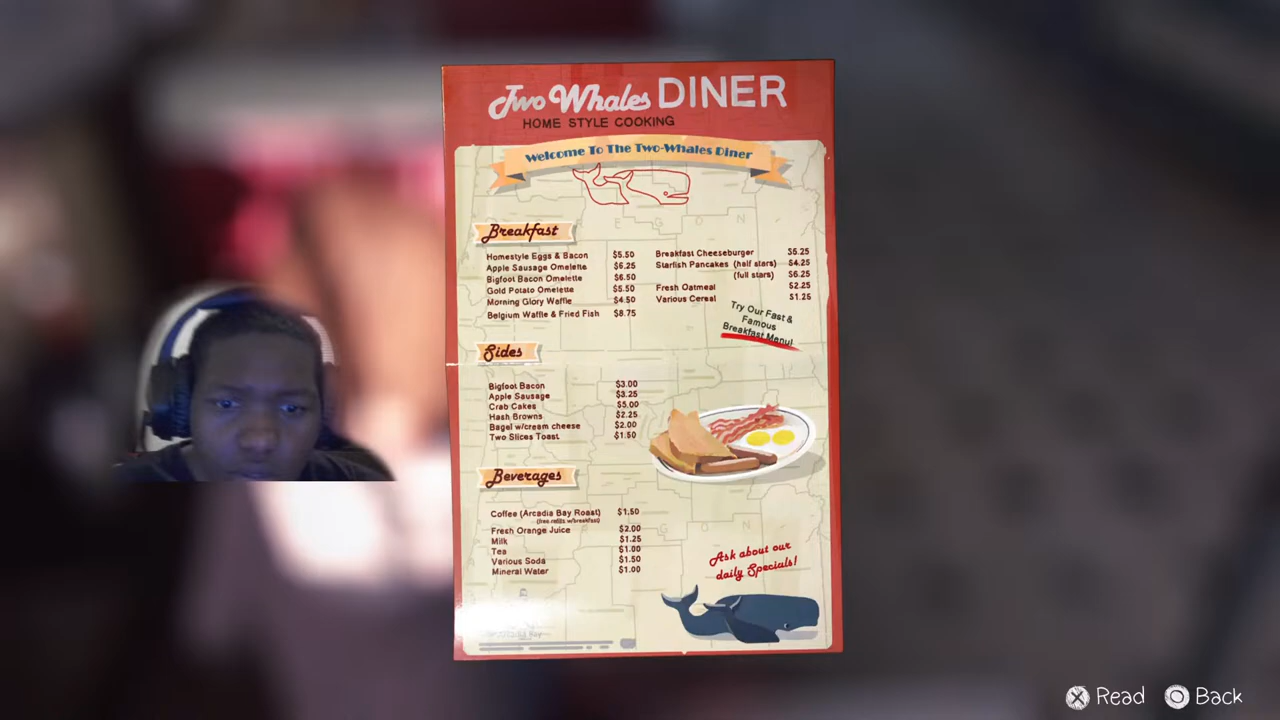 Two Whales DINER
HOME STYLE COOKING
Welcome To The Two-Whales Diner
O R E G O N
Breakfast
Homestyle Eggs & Bacon $5.50
Apple Sausage Omelette $6.25
Bigfoot Bacon Omelette $6.50
Gold Potato Omelette $5.50
Morning Glory Waffle $4.50
Belgium Waffle & Fried Fish $8.75
Breakfast Cheeseburger $5.25
Starfish Pancakes (half stars) $4.25
(full stars) $6.25
Fresh Oatmeal $2.25
Various Cereal $1.25
Try Our Fast &
Famous
Breakfast Menu!
Sides
Bigfoot Bacon $3.00
Apple Sausage $3.25
Crab Cakes $5.00
Hash Browns $2.25
Bagel w/cream cheese $2.00
Two Slices Toast $1.50
Beverages
Coffee (Arcadia Bay Roast) $1.50
(free refills w/breakfast)
Fresh Orange Juice $2.00
Milk $1.25
Tea $1.00
Various Soda $1.50
Mineral Water $1.00
Ask about our
daily Specials!
Read
Back